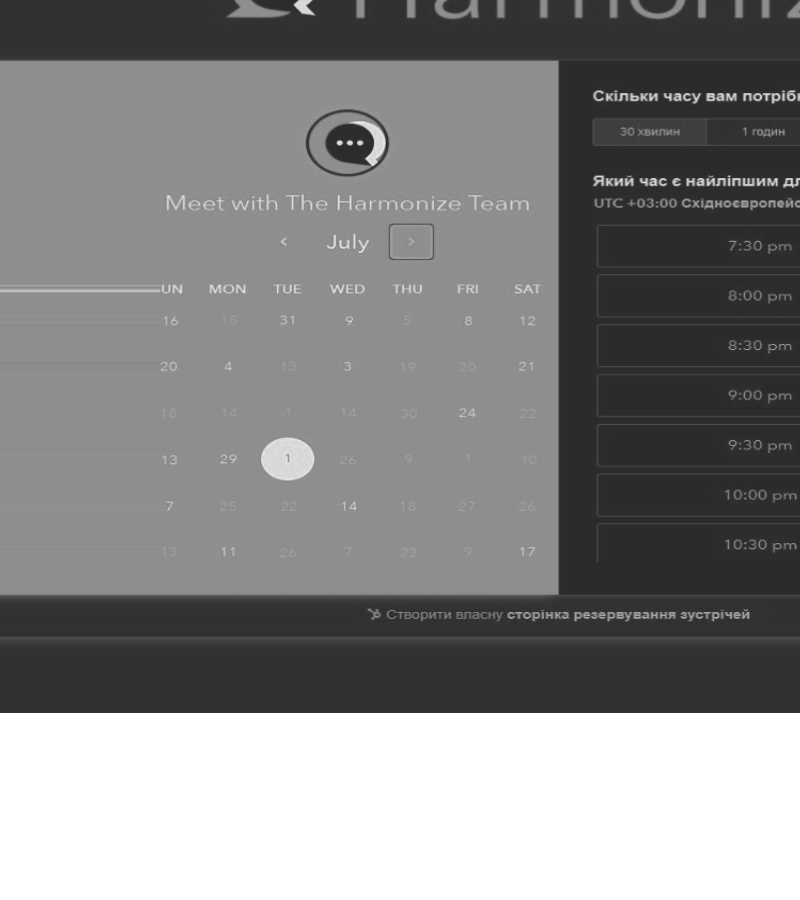 Meet with The Harmonize Team
July
UN MON TUE WED THU FRI SAT
16 15 31 9 5 8 12
20 4 13 3 19 20 21
18 14 1 14 30 24 22
13 29 1 26 9 1 10
7 25 22 14 18 27 26
13 11 26 7 22 9 17
Скільки часу вам
30 хвилин 1 годин
Який час є найліпшим
UTC +03:00
7:30 pm
8:00 pm
8:30 pm
9:00 pm
9:30 pm
10:00 pm
10:30 pm
Створити власну сторінка резервування зустрічей